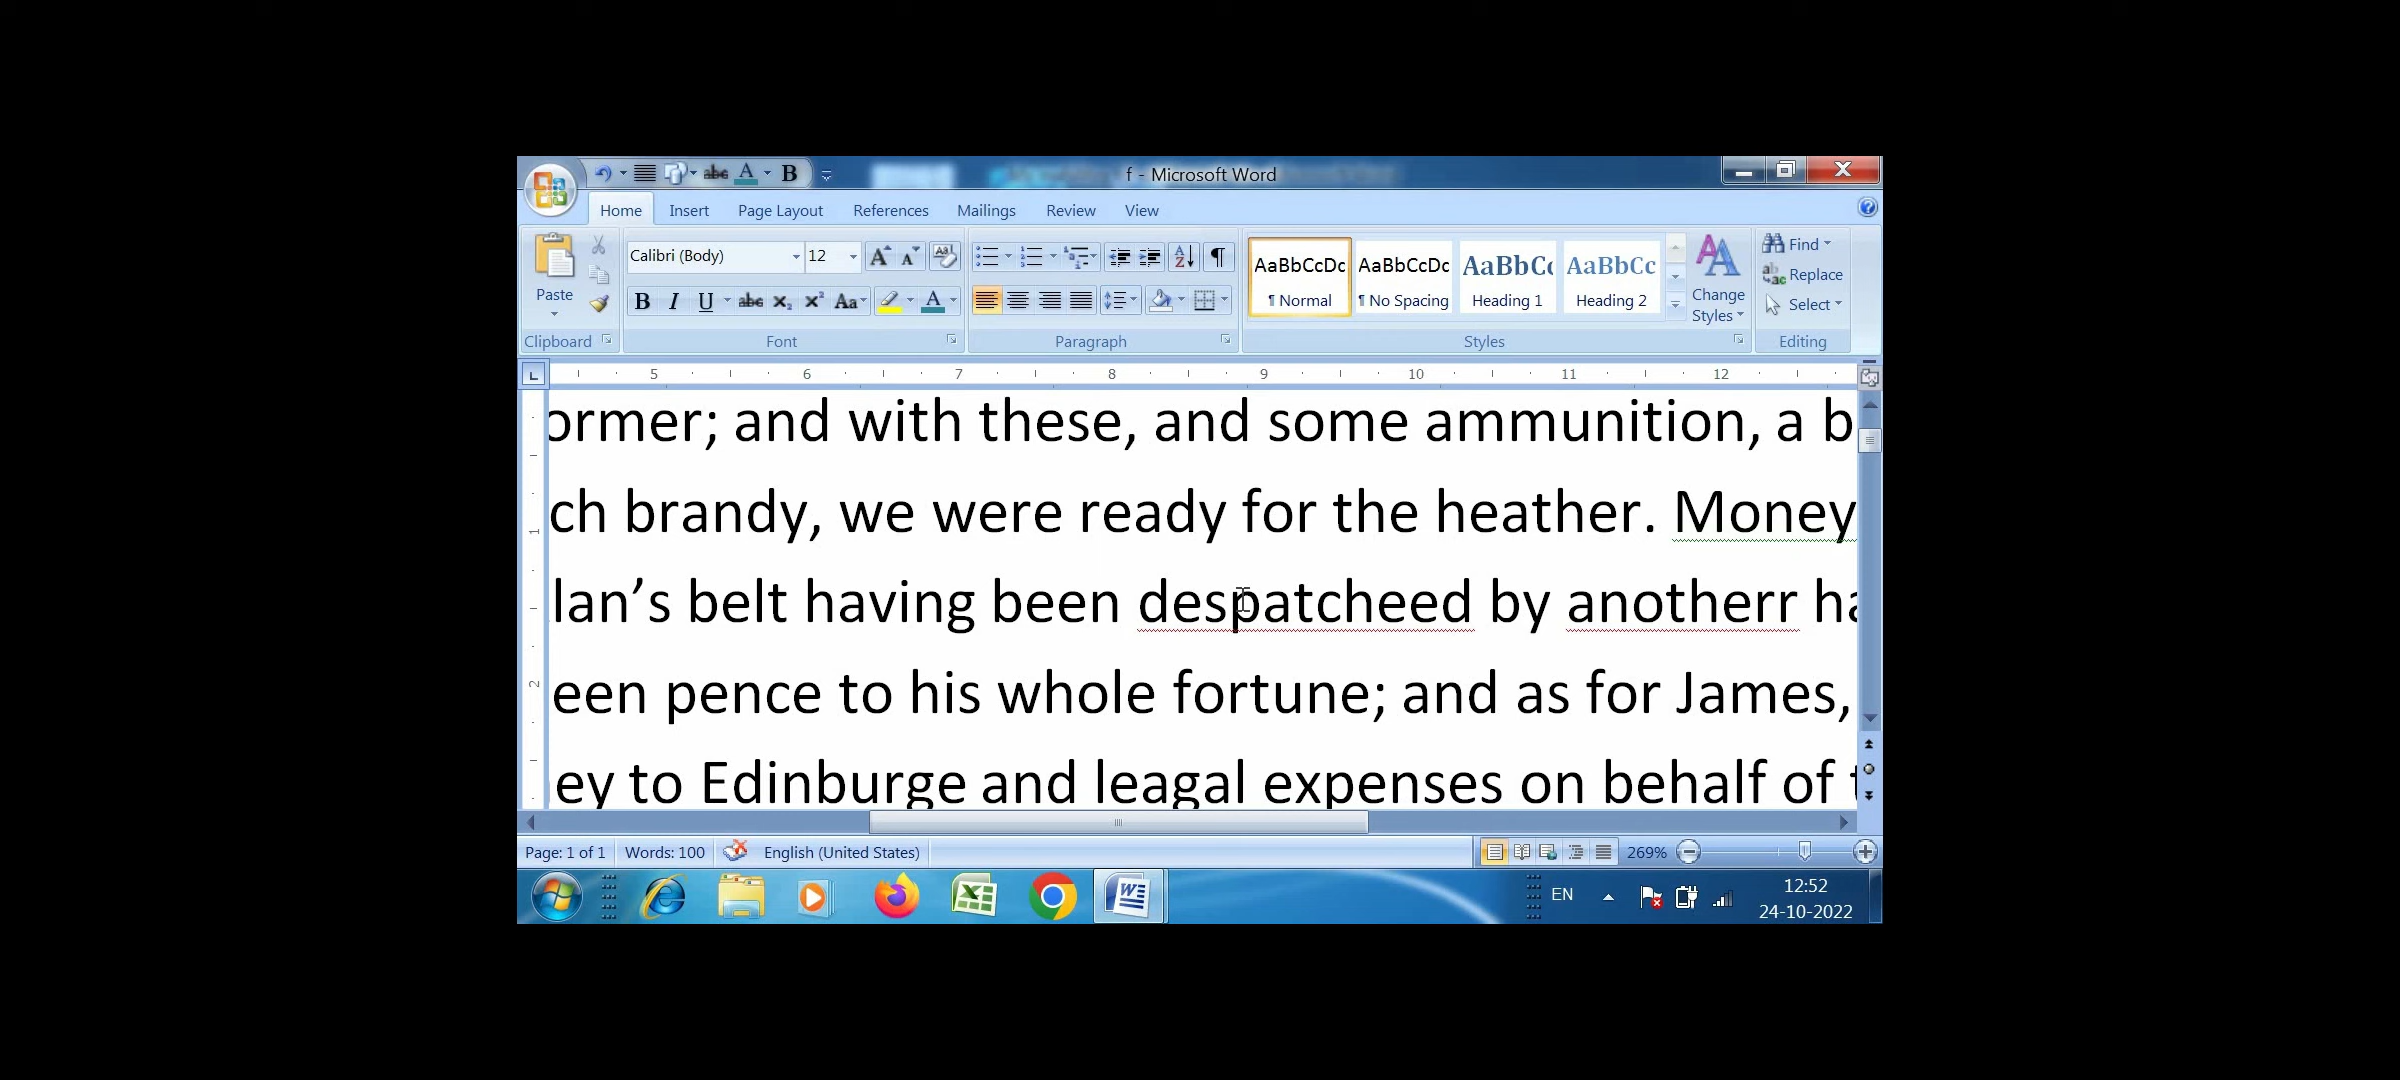 f - Microsoft Word
Home Insert Page Layout References Mailings Review View
Paste
Clipboard
Calibri (Body) 12
Font
Paragraph
AaBbCcDc AaBbCcDc AaBbCc AaBbCc
¶ Normal ¶ No Spacing Heading 1 Heading 2
Styles
Change Styles
Find
Replace
Select
Editing
5 6 7 8 9 10 11 12
ormer; and with these, and some ammunition, a b
ch brandy, we were ready for the heather. Money
lan’s belt having been despatcheed by anotherr ha
een pence to his whole fortune; and as for James,
ey to Edinburge and leagal expenses on behalf of t
Page: 1 of 1 Words: 100 English (United States) 269%
EN 12:52
24-10-2022